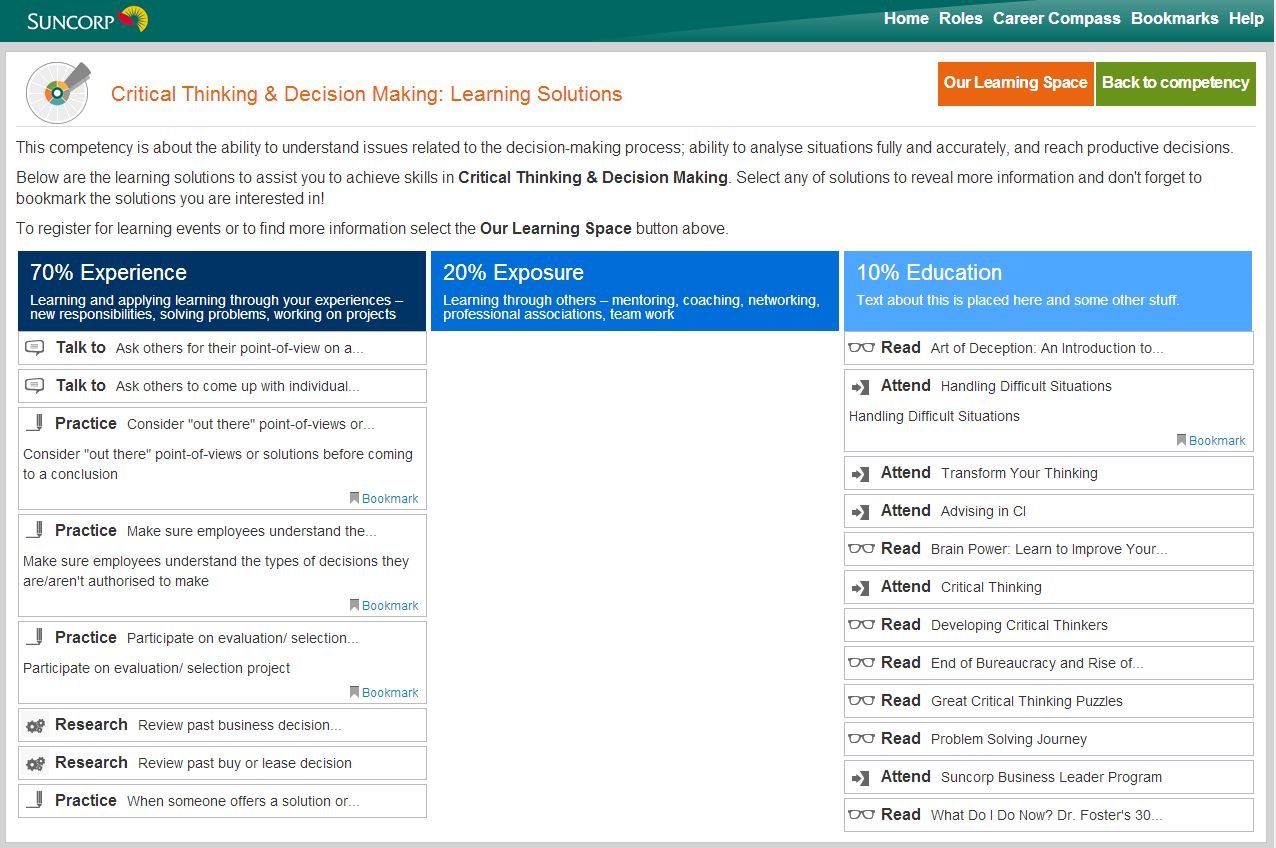 SUNCORP
Home Roles Career Compass Bookmarks Help
Critical Thinking & Decision Making: Learning Solutions
Our Learning Space
Back to competency
This competency is about the ability to understand issues related to the decision-making process; ability to analyse situations fully and accurately, and reach productive decisions.
Below are the learning solutions to assist you to achieve skills in Critical Thinking & Decision Making. Select any of solutions to reveal more information and don't forget to
bookmark the solutions you are interested in!
To register for learning events or to find more information select the Our Learning Space button above.
70% Experience
Learning and applying learning through your experiences –
new responsibilities, solving problems, working on projects
Talk to Ask others for their point-of-view on a...
Talk to Ask others to come up with individual...
Practice Consider "out there" point-of-views or...
Consider "out there" point-of-views or solutions before coming
to a conclusion
Bookmark
Practice Make sure employees understand the...
Make sure employees understand the types of decisions they
are/aren't authorised to make
Bookmark
Practice Participate on evaluation/ selection...
Participate on evaluation/ selection project
Bookmark
Research Review past business decision...
Research Review past buy or lease decision
Practice When someone offers a solution or...
20% Exposure
Learning through others – mentoring, coaching, networking,
professional associations, team work
10% Education
Text about this is placed here and some other stuff.
Read Art of Deception: An Introduction to...
Attend Handling Difficult Situations
Handling Difficult Situations
Bookmark
Attend Transform Your Thinking
Attend Advising in CI
Read Brain Power: Learn to Improve Your...
Attend Critical Thinking
Read Developing Critical Thinkers
Read End of Bureaucracy and Rise of...
Read Great Critical Thinking Puzzles
Read Problem Solving Journey
Attend Suncorp Business Leader Program
Read What Do I Do Now? Dr. Foster's 30...